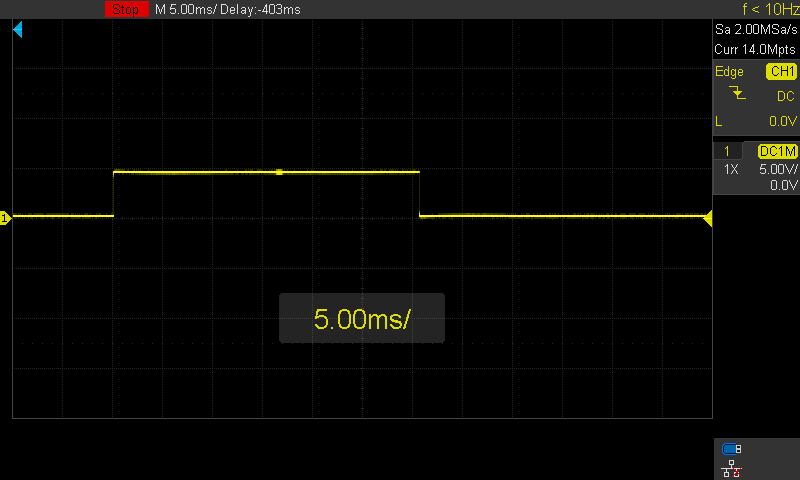 Stop M 5.00ms/ Delay:-403ms f < 10Hz
Sa 2.00MSa/s
Curr 14.0Mpts
Edge CH1
DC
L 0.0V
1 DC1M
1X 5.00V/
0.0V
1
5.00ms/